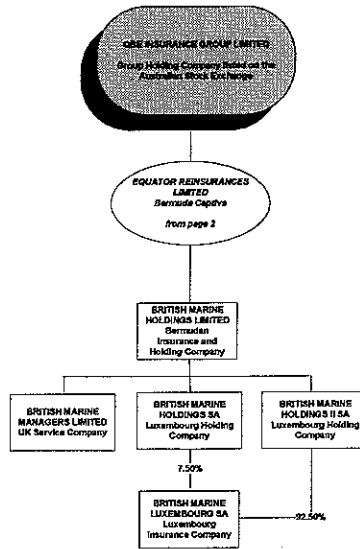 QBE INSURANCE GROUP LIMITED
Group Holding Company listed on the
Australian Stock Exchange
EQUATOR REINSURANCES
LIMITED
Bermuda Captive
from page 2
BRITISH MARINE
HOLDINGS LIMITED
Bermudan
Insurance and
Holding Company
BRITISH MARINE
MANAGERS LIMITED
UK Service Company
BRITISH MARINE
HOLDINGS SA
Luxembourg Holding
Company
BRITISH MARINE
HOLDINGS II SA
Luxembourg Holding
Company
7.50%
92.50%
BRITISH MARINE
LUXEMBOURG SA
Luxembourg
Insurance Company